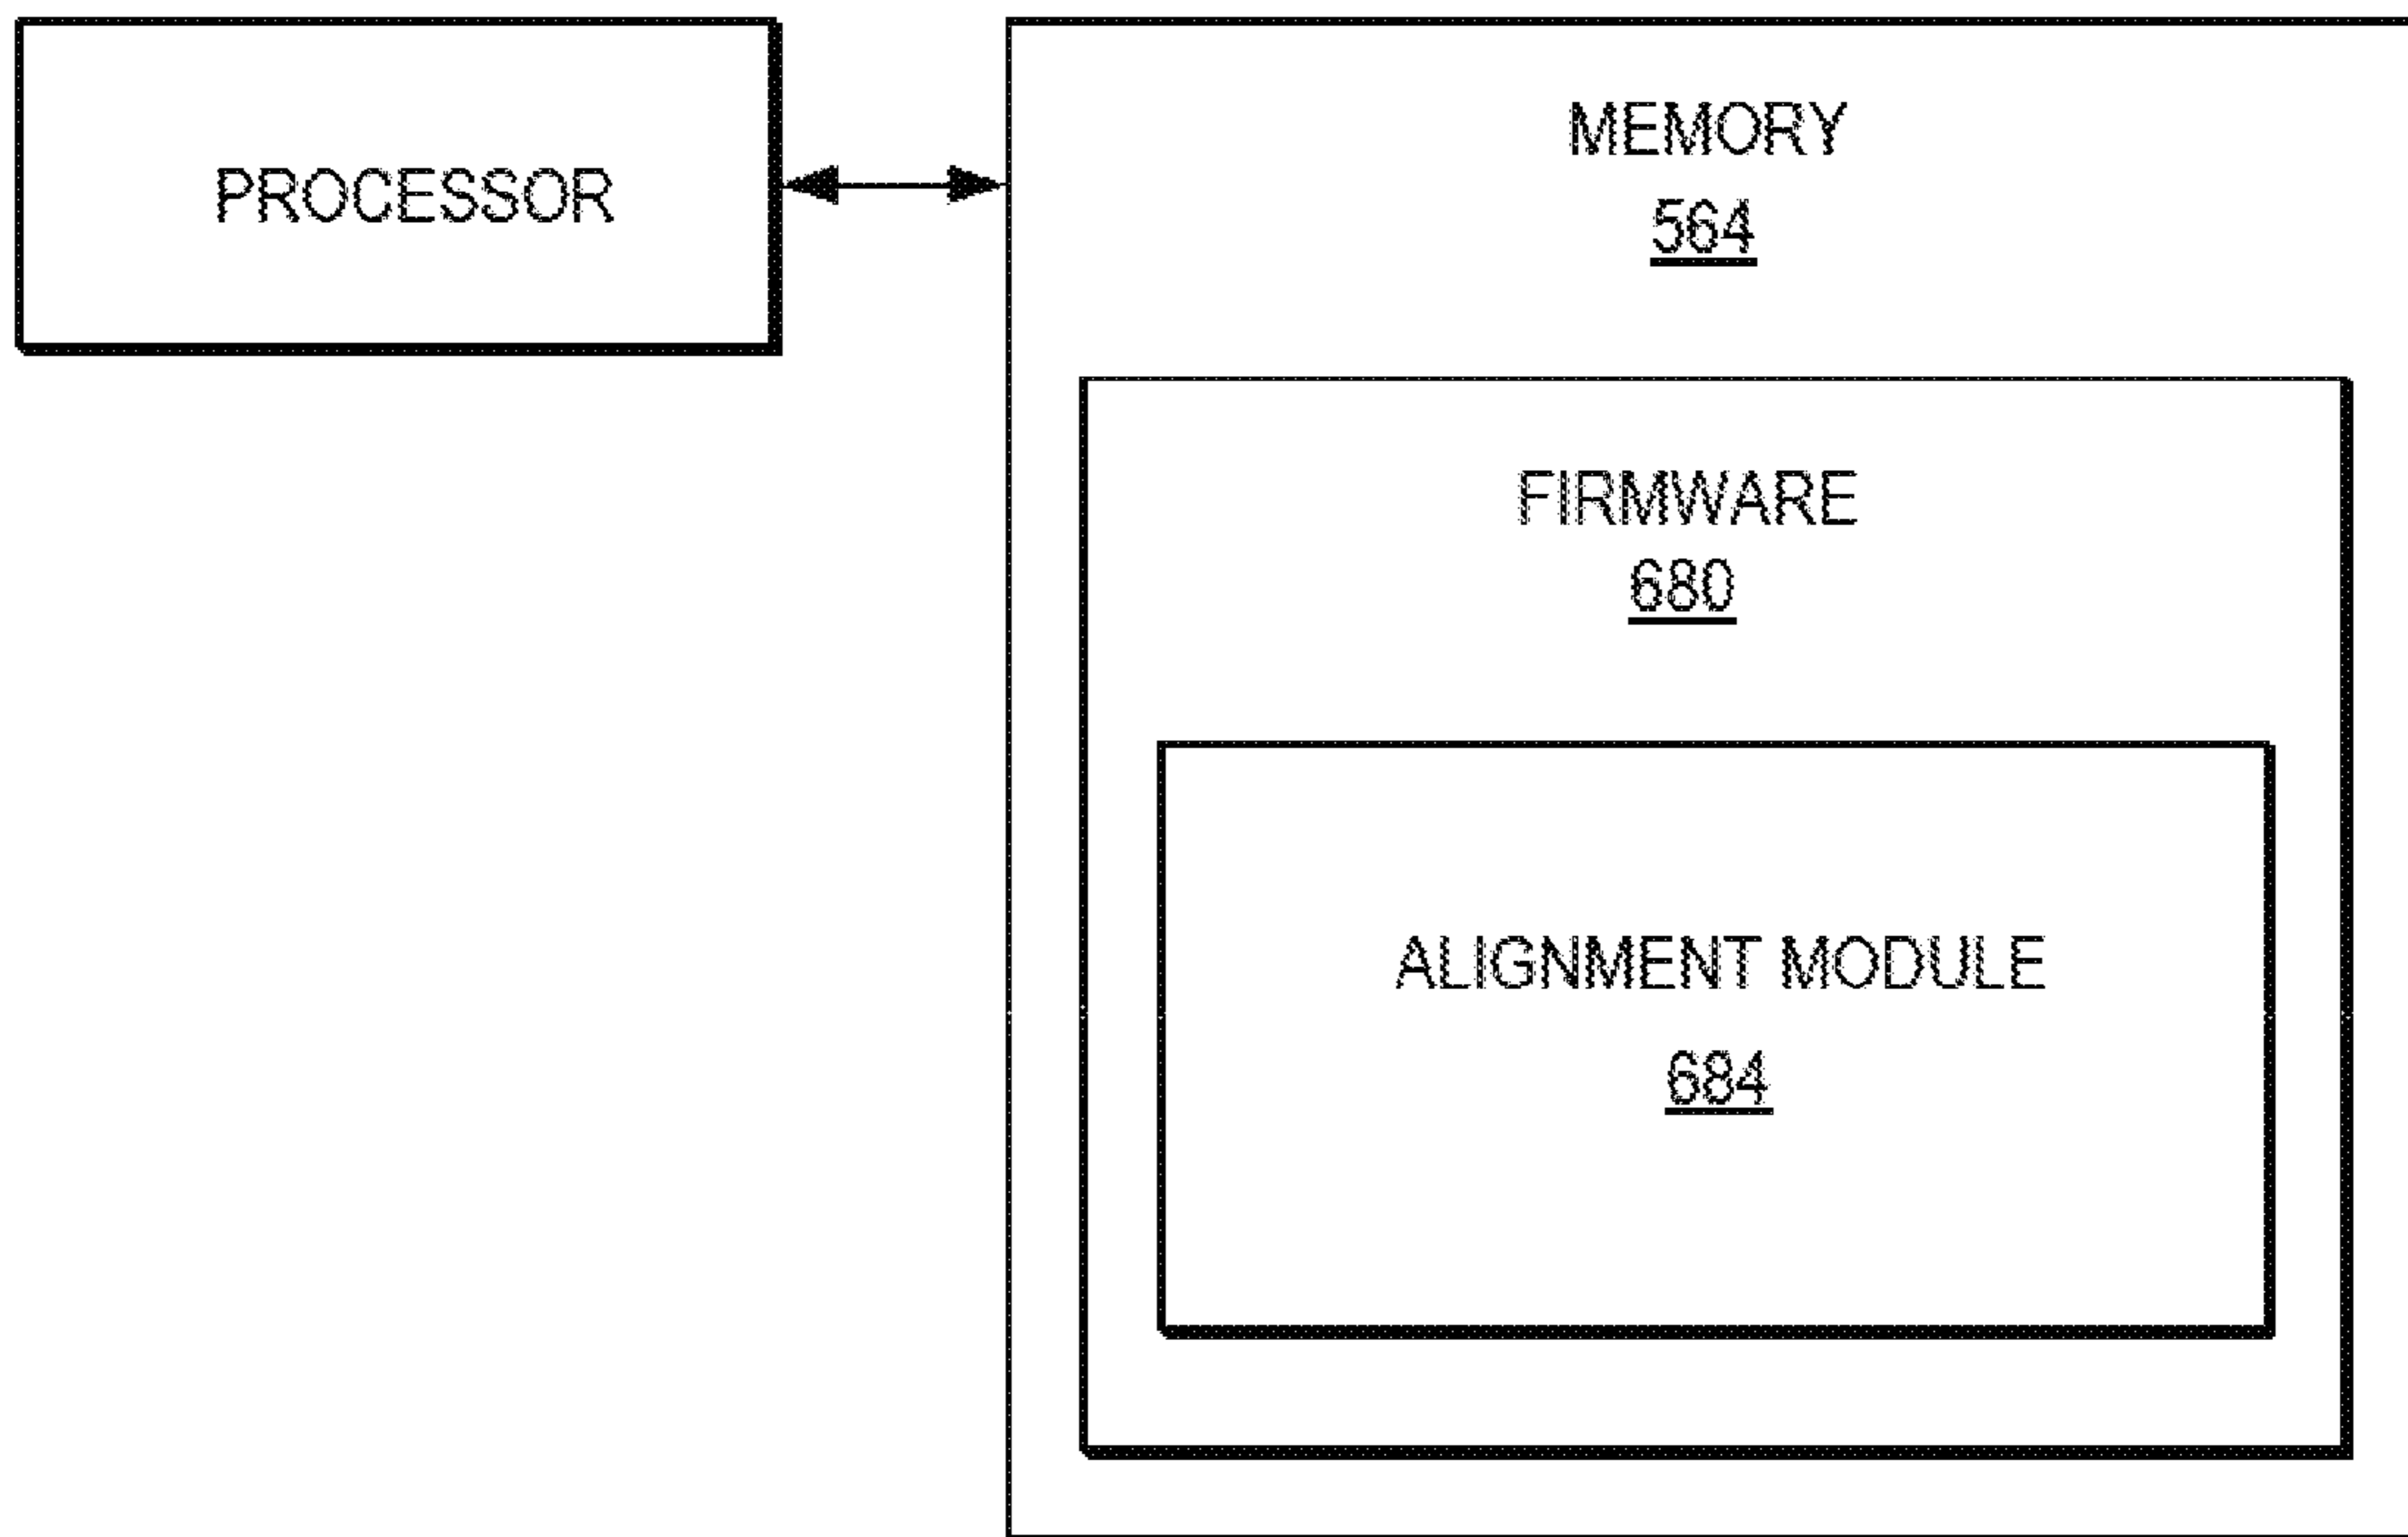 PROCESSOR
MEMORY
564
FIRMWARE
680
ALIGNMENT MODULE
684